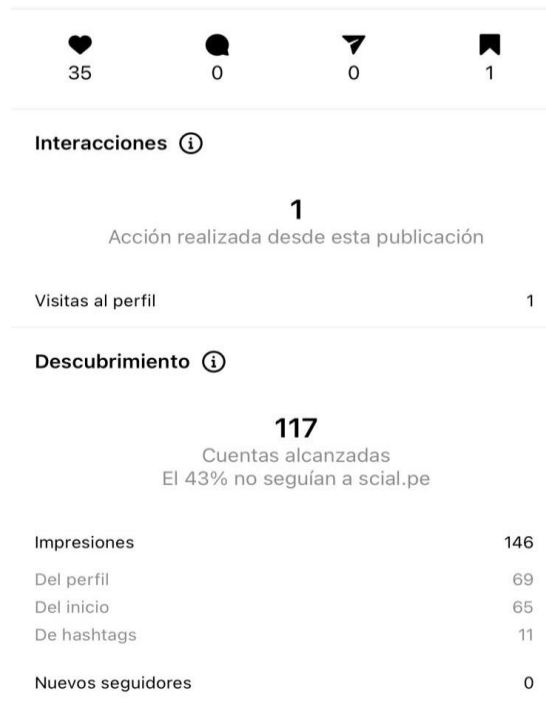 35 0 0 1
Interacciones
1
Acción realizada desde esta publicación
Visitas al perfil 1
Descubrimiento
117
Cuentas alcanzadas
El 43% no seguían a scial.pe
Impresiones 146
Del perfil 69
Del inicio 65
De hashtags 11
Nuevos seguidores 0